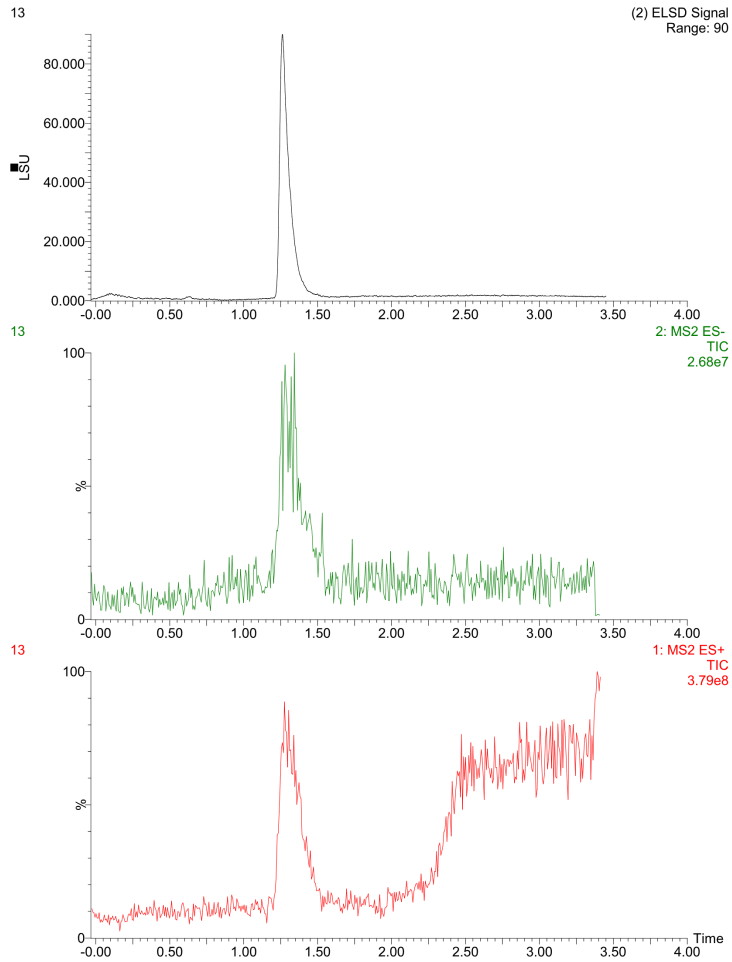 13
(2) ELSD Signal
Range: 90
80.000
60.000
LSU
40.000
20.000
0.000
-0.00 0.50 1.00 1.50 2.00 2.50 3.00 3.50 4.00
13
2: MS2 ES-
TIC
2.68e7
100
%
0
-0.00 0.50 1.00 1.50 2.00 2.50 3.00 3.50 4.00
13
1: MS2 ES+
TIC
3.79e8
100
%
0
Time
-0.00 0.50 1.00 1.50 2.00 2.50 3.00 3.50 4.00